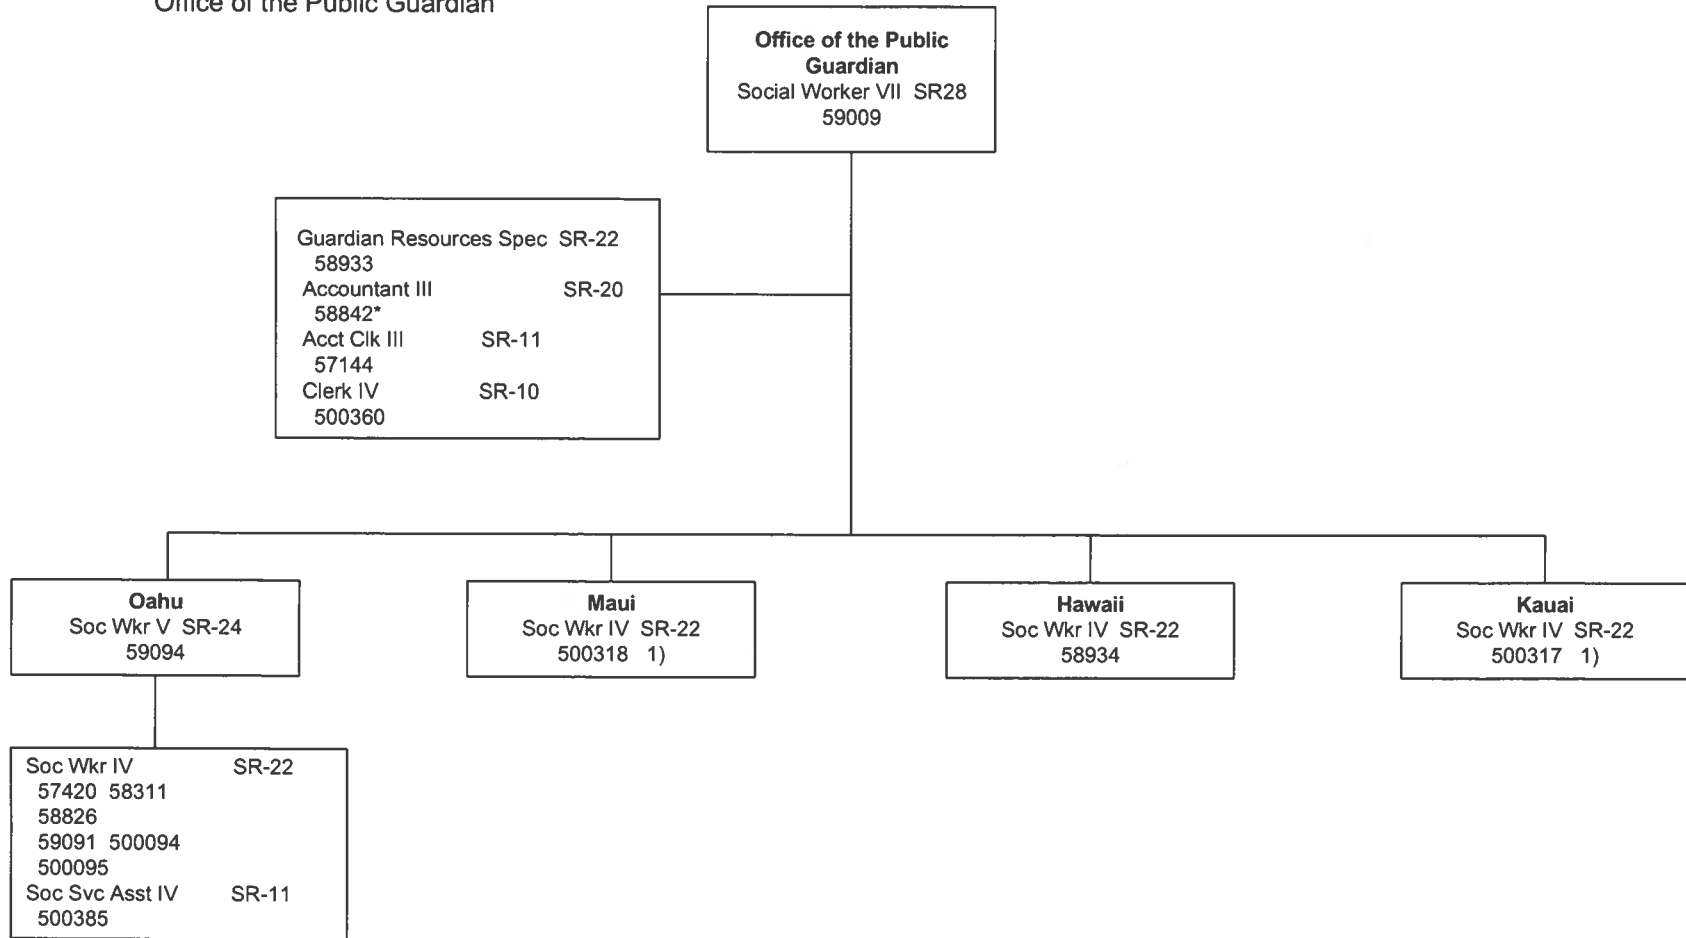 Office of the Public Guardian
Office of the Public
Guardian
Social Worker VII SR28
59009
Guardian Resources Spec SR-22
58933
Accountant III SR-20
58842*
Acct Clk III SR-11
57144
Clerk IV SR-10
500360
Oahu
Soc Wkr V SR-24
59094
Maui
Soc Wkr IV SR-22
500318 1)
Hawaii
Soc Wkr IV SR-22
58934
Kauai
Soc Wkr IV SR-22
500317 1)
Soc Wkr IV SR-22
57420 58311
58826
59091 500094
500095
Soc Svc Asst IV SR-11
500385